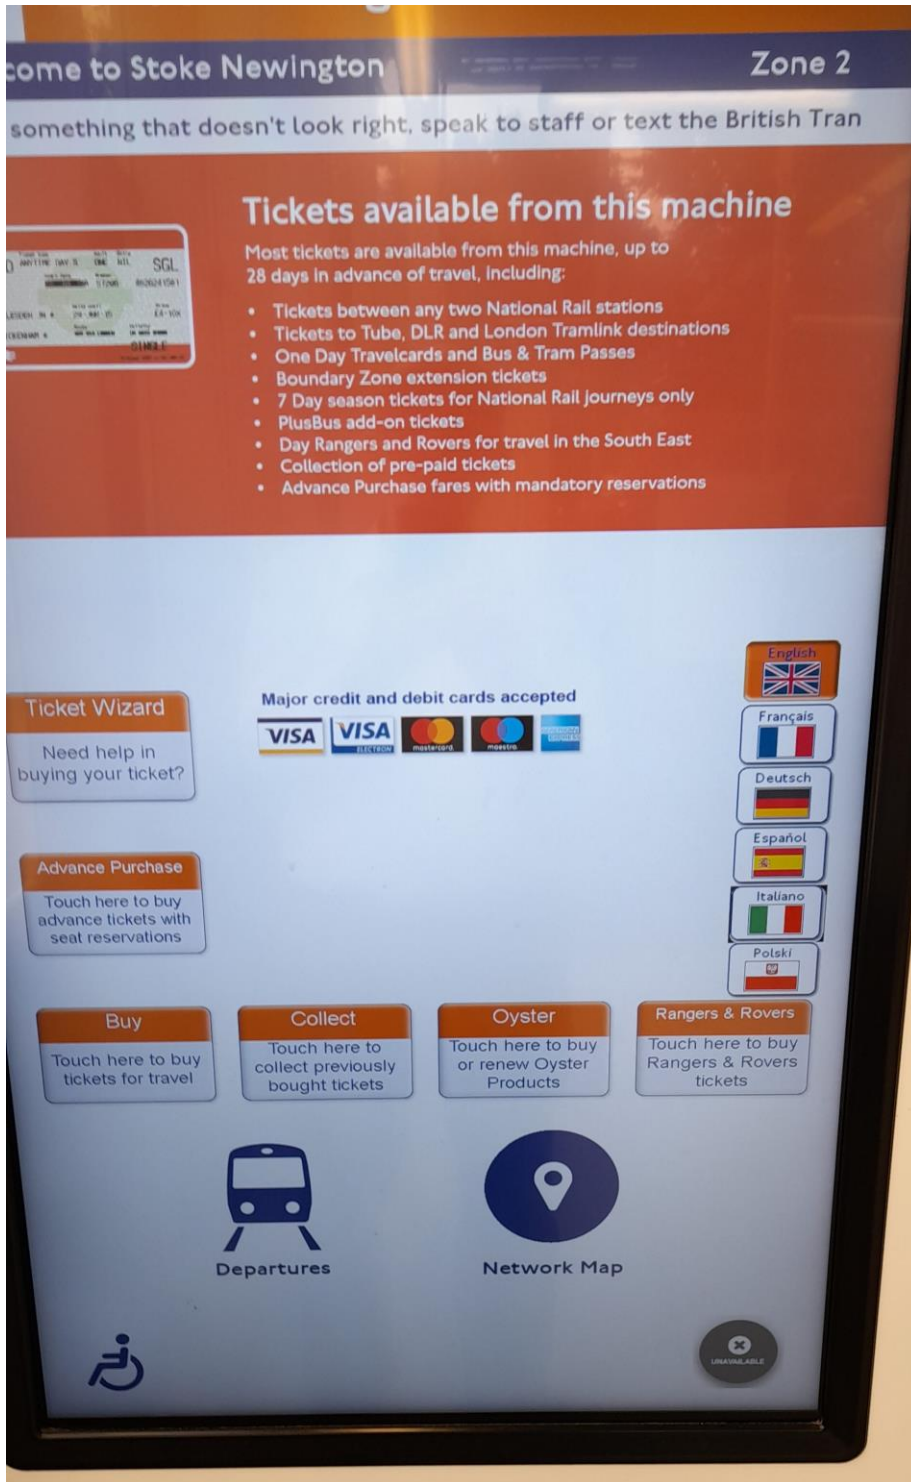 come to Stoke Newington
Zone 2
something that doesn't look right, speak to staff or text the British Tran
Tickets available from this machine
Most tickets are available from this machine, up to
28 days in advance of travel, including:
• Tickets between any two National Rail stations
• Tickets to Tube, DLR and London Tramlink destinations
• One Day Travelcards and Bus & Tram Passes
• Boundary Zone extension tickets
• 7 Day season tickets for National Rail journeys only
• PlusBus add-on tickets
• Day Rangers and Rovers for travel in the South East
• Collection of pre-paid tickets
• Advance Purchase fares with mandatory reservations
ANYTIME DAY S
SGL
SINGLE
English
Français
Deutsch
Español
Italiano
Polski
Ticket Wizard
Need help in
buying your ticket?
Major credit and debit cards accepted
VISA
VISA
ELECTRON
mastercard
maestro
AMERICAN
EXPRESS
Advance Purchase
Touch here to buy
advance tickets with
seat reservations
Buy
Touch here to buy
tickets for travel
Collect
Touch here to
collect previously
bought tickets
Oyster
Touch here to buy
or renew Oyster
Products
Rangers & Rovers
Touch here to buy
Rangers & Rovers
tickets
Departures
Network Map
UNAVAILABLE